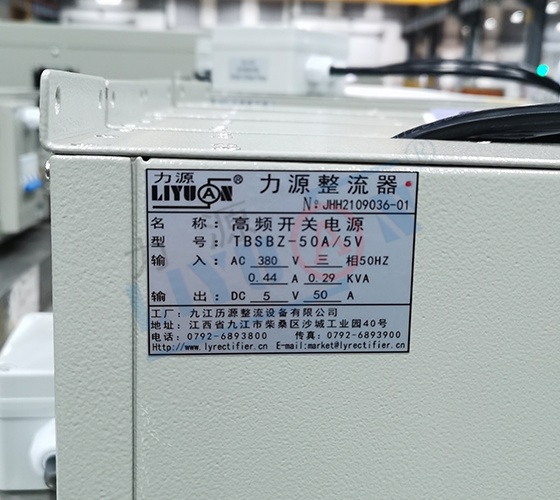 力源 ® 力源整流器
LIYUAN №:JHH2109036-01
名 称: 高频开关电源
型 号: TBSBZ-50A/5V
输 入: AC 380 V 三 相50HZ
0.44 A 0.29 KVA
输 出: DC 5 V 50 A
工厂: 九江历源整流设备有限公司
地址: 江西省九江市柴桑区沙城工业园40号
电话: 0792-6893800 传真: 0792-6893900
Http://www.lyrectifier.cn E-mail:market@lyrectifier.cn